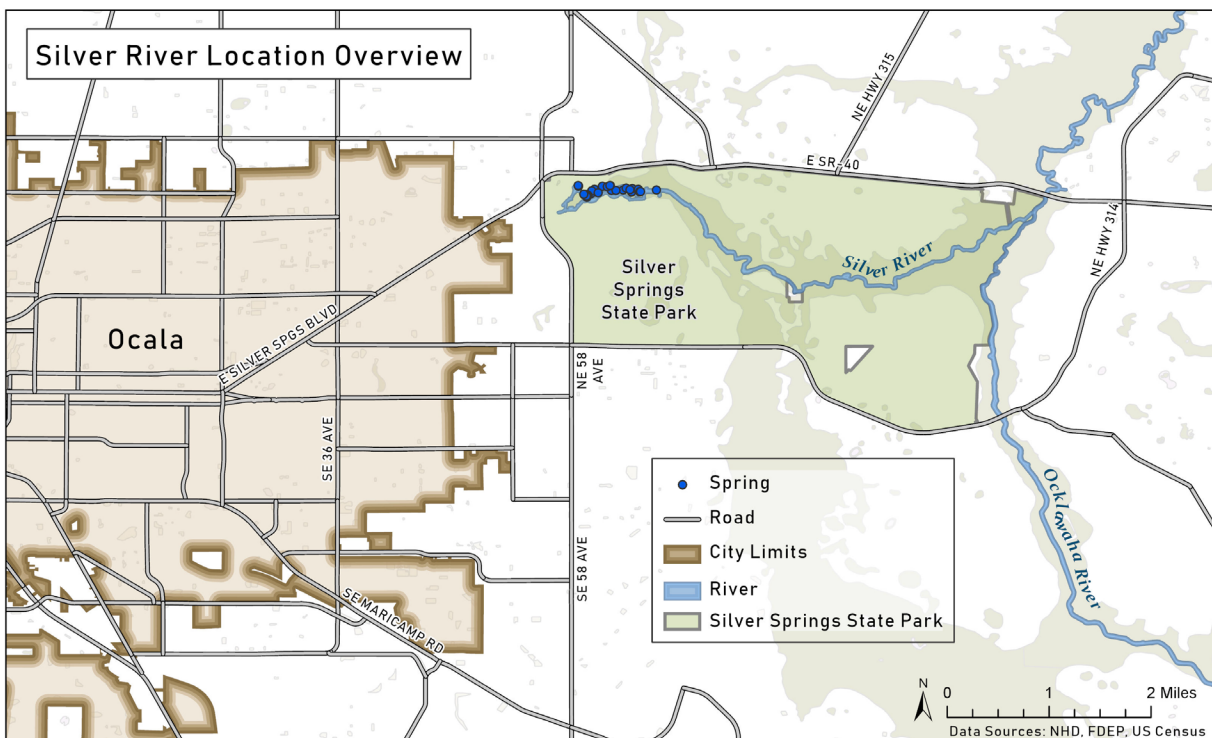 Silver River Location Overview
NE HWY 315
E SR-40
NE HWY 314
Silver River
Silver
Springs
State Park
Ocala
E SILVER SPGS BLVD
NE 58
AVE
SE 36 AVE
SE 58 AVE
SE MARICAMP RD
Ocklawaha River
Spring
Road
City Limits
River
Silver Springs State Park
N
0 1 2 Miles
Data Sources: NHD, FDEP, US Census